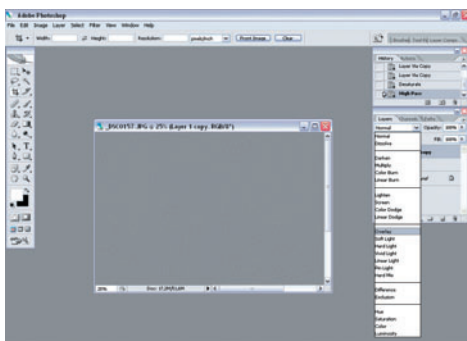 Adobe Photoshop
File Edit Image Layer Select Filter View Window Help
Width: Height: Resolution: pixels/inch Front Image Clear
History
Layer Via Copy
Layer Via Copy
Desaturate
High Pass
_DSC0157.JPG @ 25% (Layer 1 copy, RGB/8*)
Layers Channels
Normal Opacity: 100%
Fill: 100%
Normal
Dissolve
Darken
Multiply
Color Burn
Linear Burn
Lighten
Screen
Color Dodge
Linear Dodge
Overlay
Soft Light
Hard Light
Vivid Light
Linear Light
Pin Light
Hard Mix
Difference
Exclusion
Hue
Saturation
Color
Luminosity